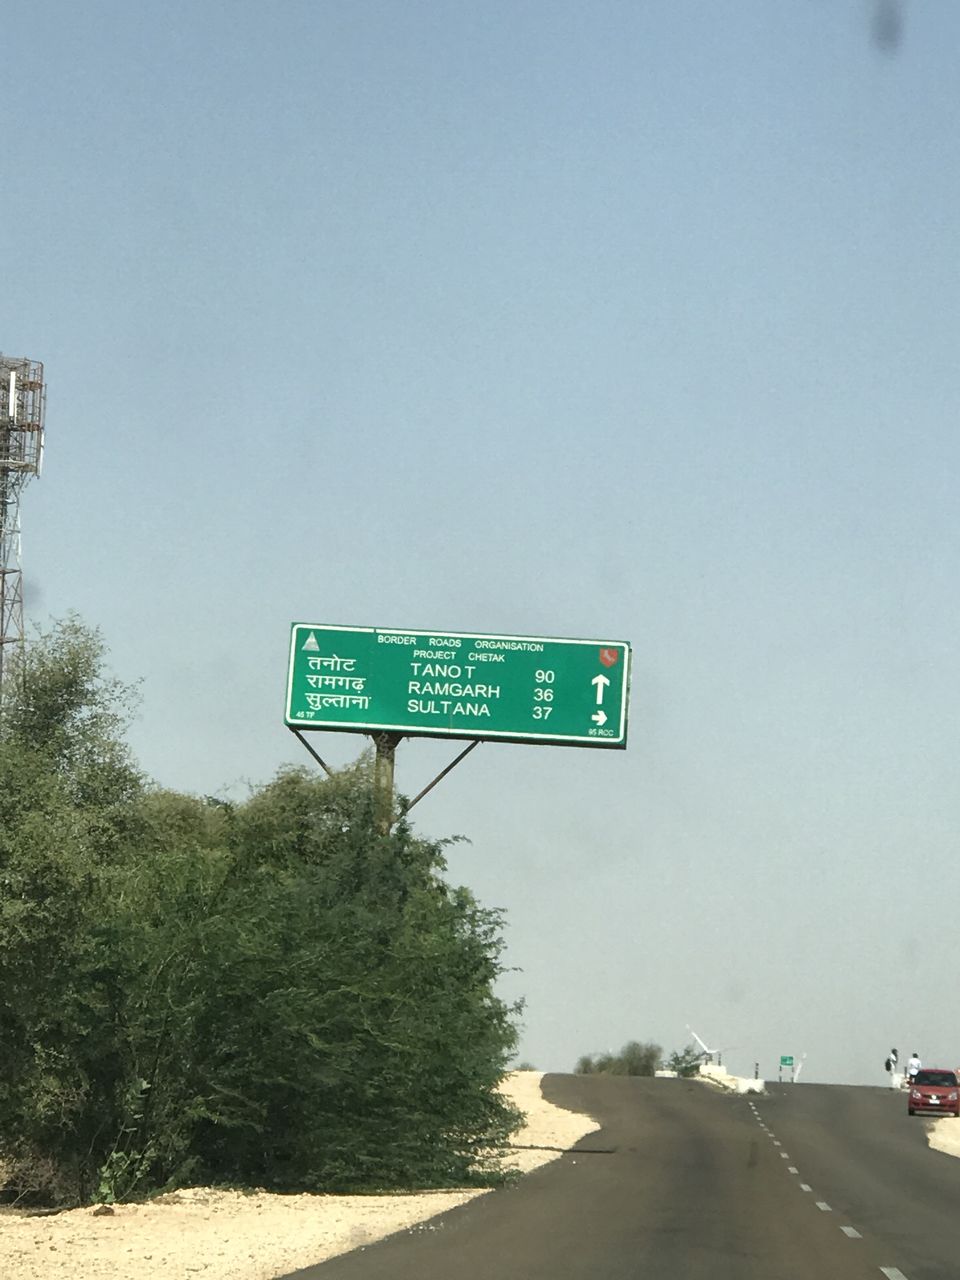 BORDER ROADS ORGANISATION
PROJECT CHETAK
तनोट TANOT 90
रामगढ़ RAMGARH 36
सुल्ताना SULTANA 37
45 TF 95 RCC